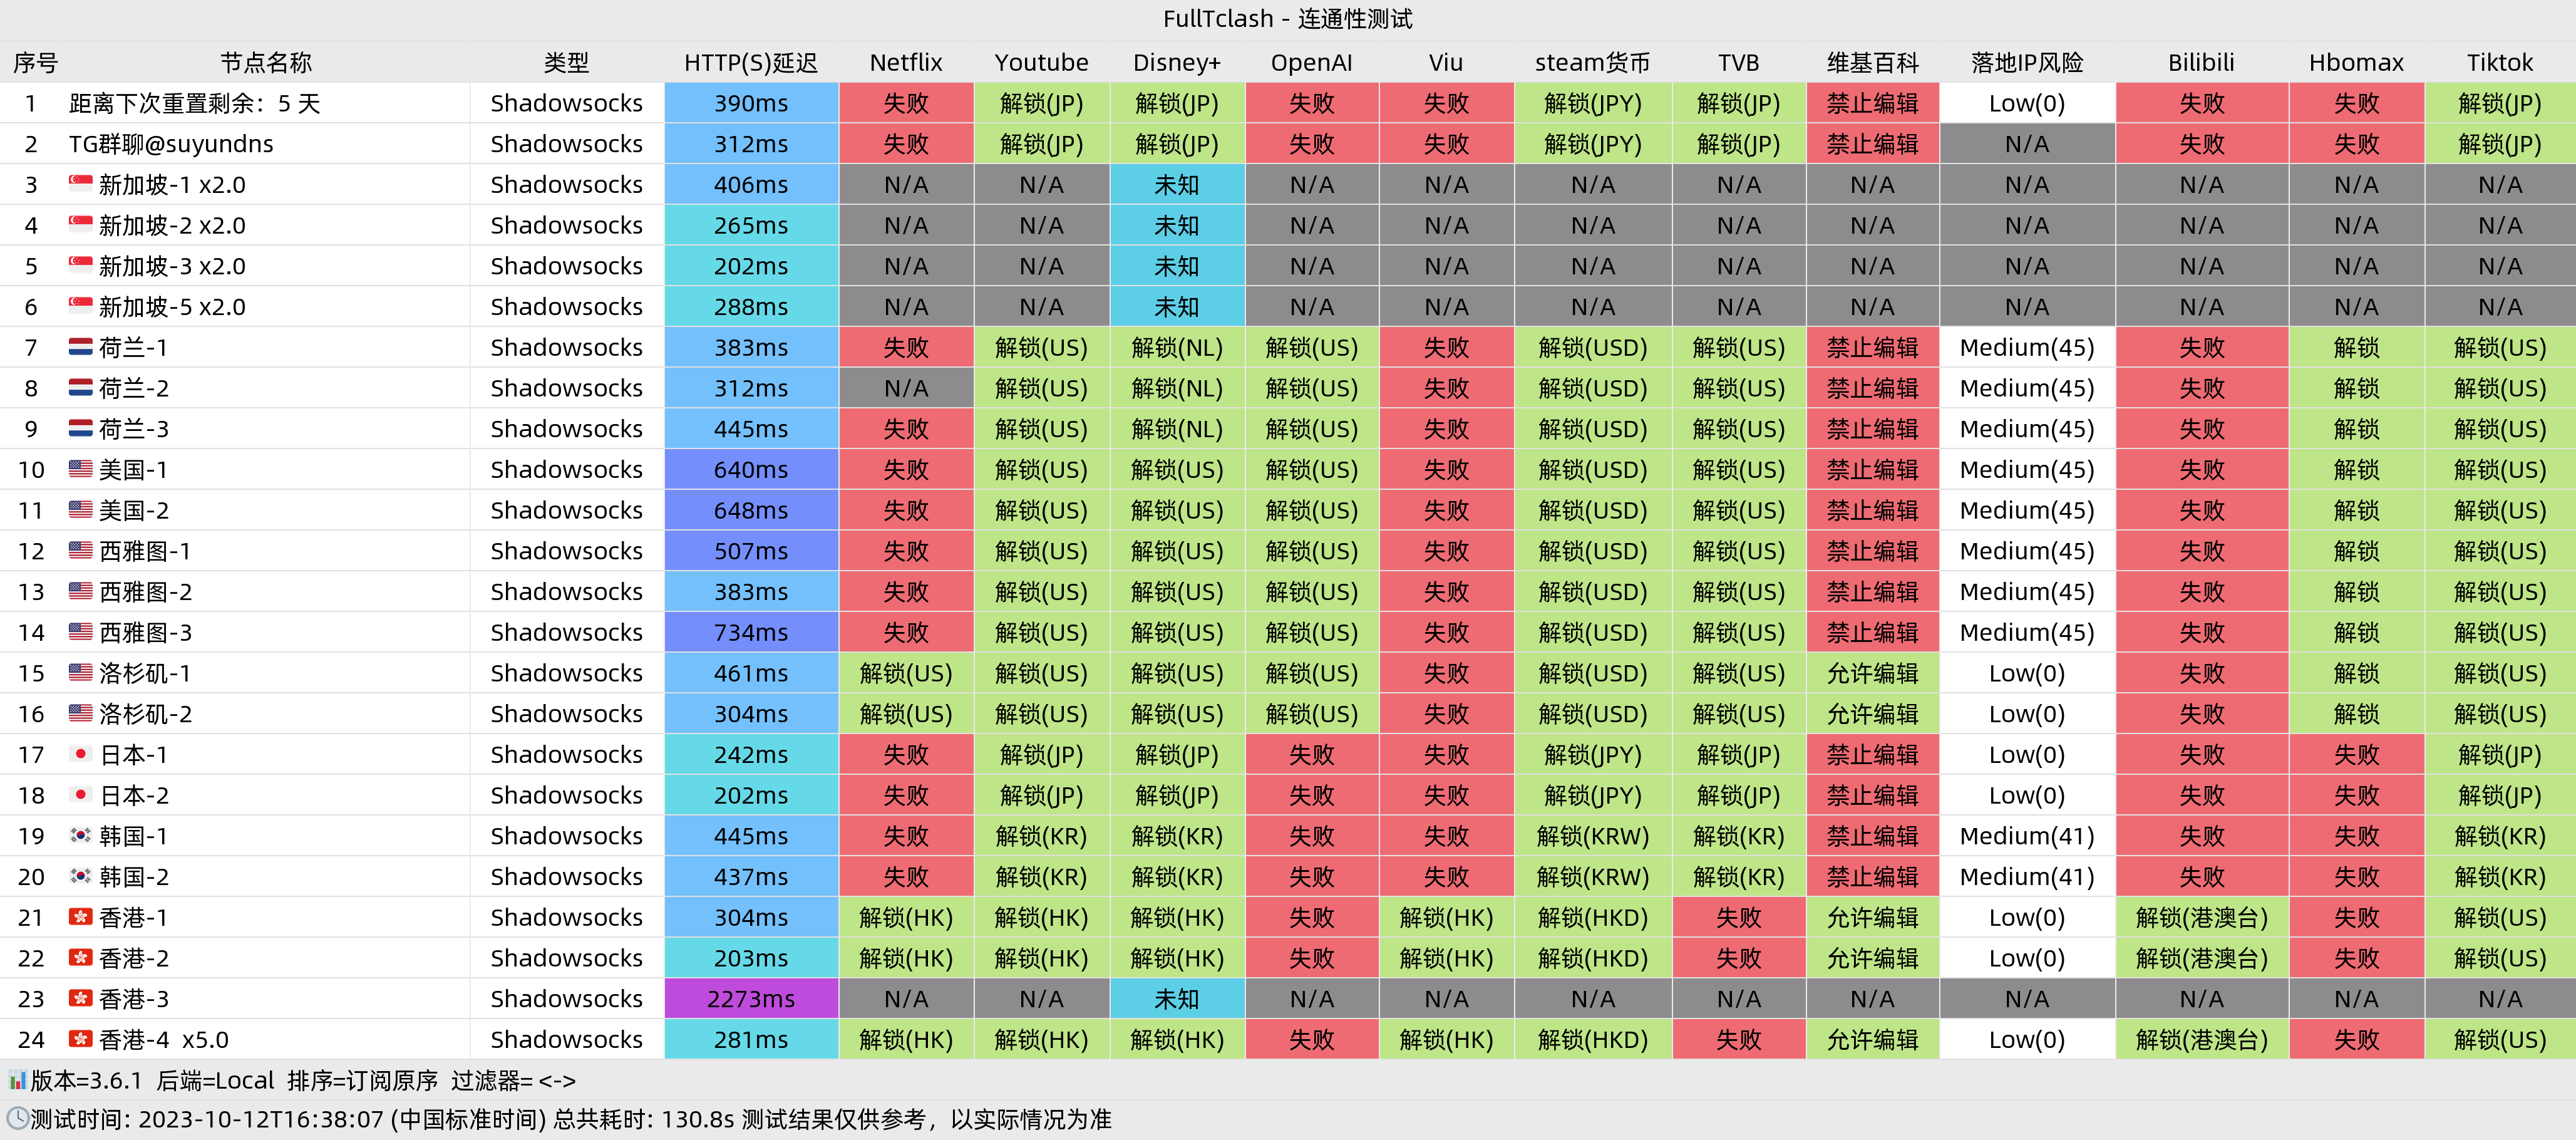 FullTclash - 连通性测试
序号 节点名称 类型 HTTP(S)延迟 Netflix Youtube Disney+ OpenAI Viu steam货币 TVB 维基百科 落地IP风险 Bilibili Hbomax Tiktok
1 距离下次重置剩余：5 天 Shadowsocks 390ms 失败 解锁(JP) 解锁(JP) 失败 失败 解锁(JPY) 解锁(JP) 禁止编辑 Low(0) 失败 失败 解锁(JP)
2 TG群聊@suyundns Shadowsocks 312ms 失败 解锁(JP) 解锁(JP) 失败 失败 解锁(JPY) 解锁(JP) 禁止编辑 N/A 失败 失败 解锁(JP)
3 新加坡-1 x2.0 Shadowsocks 406ms N/A N/A 未知 N/A N/A N/A N/A N/A N/A N/A N/A N/A
4 新加坡-2 x2.0 Shadowsocks 265ms N/A N/A 未知 N/A N/A N/A N/A N/A N/A N/A N/A N/A
5 新加坡-3 x2.0 Shadowsocks 202ms N/A N/A 未知 N/A N/A N/A N/A N/A N/A N/A N/A N/A
6 新加坡-5 x2.0 Shadowsocks 288ms N/A N/A 未知 N/A N/A N/A N/A N/A N/A N/A N/A N/A
7 荷兰-1 Shadowsocks 383ms 失败 解锁(US) 解锁(NL) 解锁(US) 失败 解锁(USD) 解锁(US) 禁止编辑 Medium(45) 失败 解锁 解锁(US)
8 荷兰-2 Shadowsocks 312ms N/A 解锁(US) 解锁(NL) 解锁(US) 失败 解锁(USD) 解锁(US) 禁止编辑 Medium(45) 失败 解锁 解锁(US)
9 荷兰-3 Shadowsocks 445ms 失败 解锁(US) 解锁(NL) 解锁(US) 失败 解锁(USD) 解锁(US) 禁止编辑 Medium(45) 失败 解锁 解锁(US)
10 美国-1 Shadowsocks 640ms 失败 解锁(US) 解锁(US) 解锁(US) 失败 解锁(USD) 解锁(US) 禁止编辑 Medium(45) 失败 解锁 解锁(US)
11 美国-2 Shadowsocks 648ms 失败 解锁(US) 解锁(US) 解锁(US) 失败 解锁(USD) 解锁(US) 禁止编辑 Medium(45) 失败 解锁 解锁(US)
12 西雅图-1 Shadowsocks 507ms 失败 解锁(US) 解锁(US) 解锁(US) 失败 解锁(USD) 解锁(US) 禁止编辑 Medium(45) 失败 解锁 解锁(US)
13 西雅图-2 Shadowsocks 383ms 失败 解锁(US) 解锁(US) 解锁(US) 失败 解锁(USD) 解锁(US) 禁止编辑 Medium(45) 失败 解锁 解锁(US)
14 西雅图-3 Shadowsocks 734ms 失败 解锁(US) 解锁(US) 解锁(US) 失败 解锁(USD) 解锁(US) 禁止编辑 Medium(45) 失败 解锁 解锁(US)
15 洛杉矶-1 Shadowsocks 461ms 解锁(US) 解锁(US) 解锁(US) 解锁(US) 失败 解锁(USD) 解锁(US) 允许编辑 Low(0) 失败 解锁 解锁(US)
16 洛杉矶-2 Shadowsocks 304ms 解锁(US) 解锁(US) 解锁(US) 解锁(US) 失败 解锁(USD) 解锁(US) 允许编辑 Low(0) 失败 解锁 解锁(US)
17 日本-1 Shadowsocks 242ms 失败 解锁(JP) 解锁(JP) 失败 失败 解锁(JPY) 解锁(JP) 禁止编辑 Low(0) 失败 失败 解锁(JP)
18 日本-2 Shadowsocks 202ms 失败 解锁(JP) 解锁(JP) 失败 失败 解锁(JPY) 解锁(JP) 禁止编辑 Low(0) 失败 失败 解锁(JP)
19 韩国-1 Shadowsocks 445ms 失败 解锁(KR) 解锁(KR) 失败 失败 解锁(KRW) 解锁(KR) 禁止编辑 Medium(41) 失败 失败 解锁(KR)
20 韩国-2 Shadowsocks 437ms 失败 解锁(KR) 解锁(KR) 失败 失败 解锁(KRW) 解锁(KR) 禁止编辑 Medium(41) 失败 失败 解锁(KR)
21 香港-1 Shadowsocks 304ms 解锁(HK) 解锁(HK) 解锁(HK) 失败 解锁(HK) 解锁(HKD) 失败 允许编辑 Low(0) 解锁(港澳台) 失败 解锁(US)
22 香港-2 Shadowsocks 203ms 解锁(HK) 解锁(HK) 解锁(HK) 失败 解锁(HK) 解锁(HKD) 失败 允许编辑 Low(0) 解锁(港澳台) 失败 解锁(US)
23 香港-3 Shadowsocks 2273ms N/A N/A 未知 N/A N/A N/A N/A N/A N/A N/A N/A N/A
24 香港-4 x5.0 Shadowsocks 281ms 解锁(HK) 解锁(HK) 解锁(HK) 失败 解锁(HK) 解锁(HKD) 失败 允许编辑 Low(0) 解锁(港澳台) 失败 解锁(US)
版本=3.6.1 后端=Local 排序=订阅原序 过滤器= <->
测试时间: 2023-10-12T16:38:07 (中国标准时间) 总共耗时: 130.8s 测试结果仅供参考，以实际情况为准